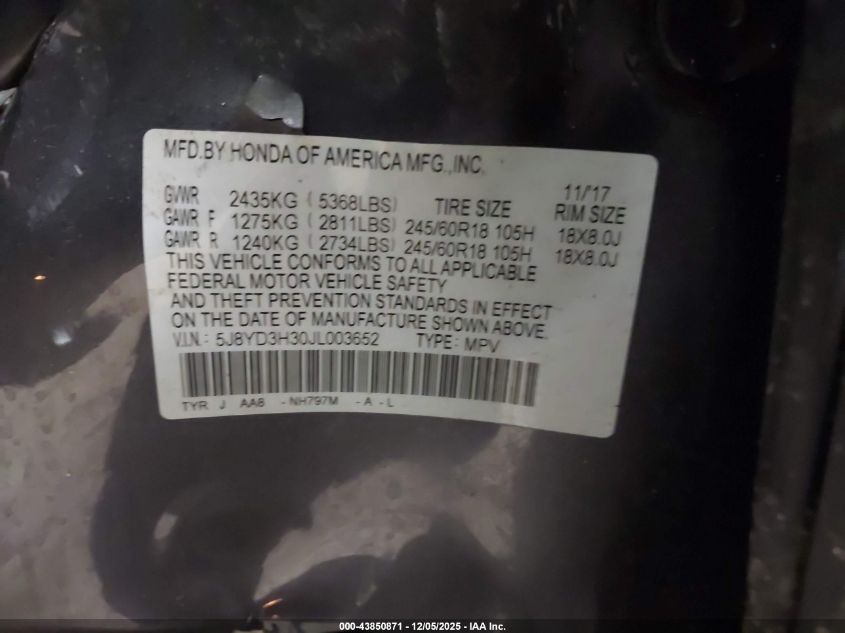 MFD.BY HONDA OF AMERICA MFG.,INC.
11/'17
GVWR 2435KG ( 5368LBS) TIRE SIZE RIM SIZE
GAWR F 1275KG ( 2811LBS) 245/60R18 105H 18X8.0J
GAWR R 1240KG ( 2734LBS) 245/60R18 105H 18X8.0J
THIS VEHICLE CONFORMS TO ALL APPLICABLE
FEDERAL MOTOR VEHICLE SAFETY
AND THEFT PREVENTION STANDARDS IN EFFECT
ON THE DATE OF MANUFACTURE SHOWN ABOVE.
V.I.N.: 5J8YD3H30JL003652 TYPE: MPV
TYR J AA8 - NH797M - A - L
000-43850871 - 12/05/2025 - IAA Inc.